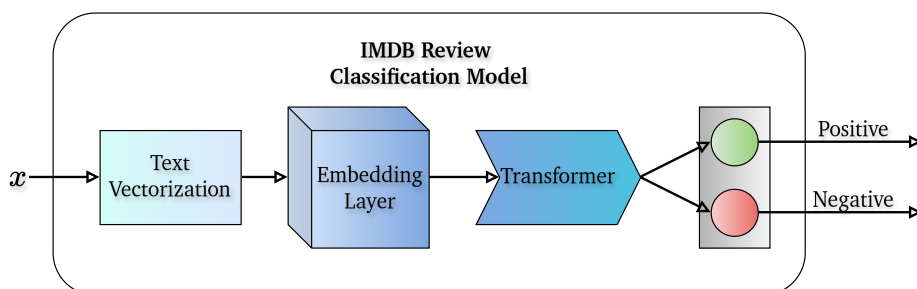 IMDB Review
Classification Model
x
Text
Vectorization
Embedding
Layer
Transformer
Positive
Negative